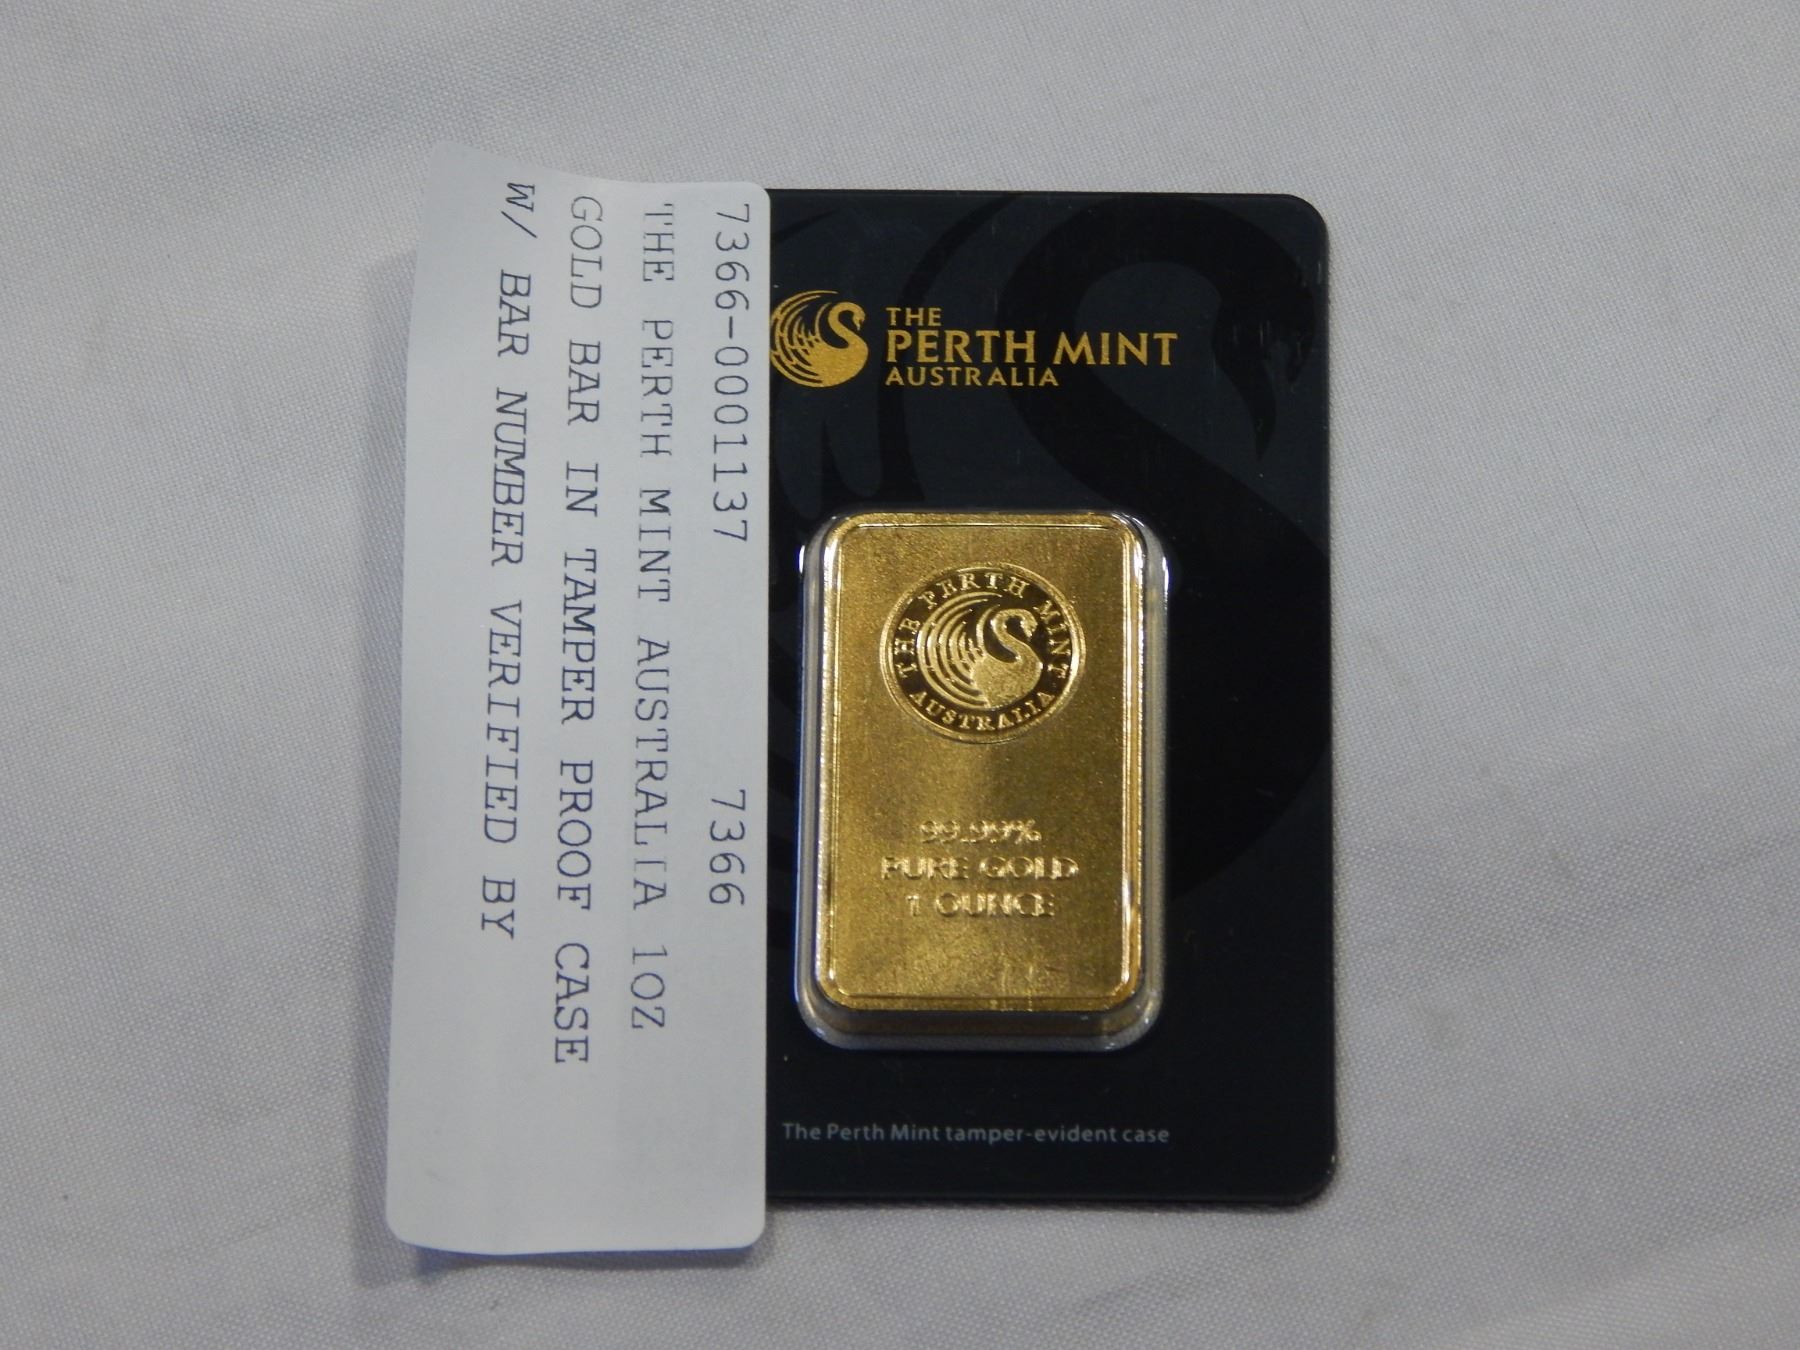 7366-0001137 7366
THE PERTH MINT AUSTRALIA 1OZ
GOLD BAR IN TAMPER PROOF CASE
W/ BAR NUMBER VERIFIED BY
THE
PERTH MINT
AUSTRALIA
THE PERTH MINT
AUSTRALIA
99.99%
PURE GOLD
1 OUNCE
The Perth Mint tamper-evident case